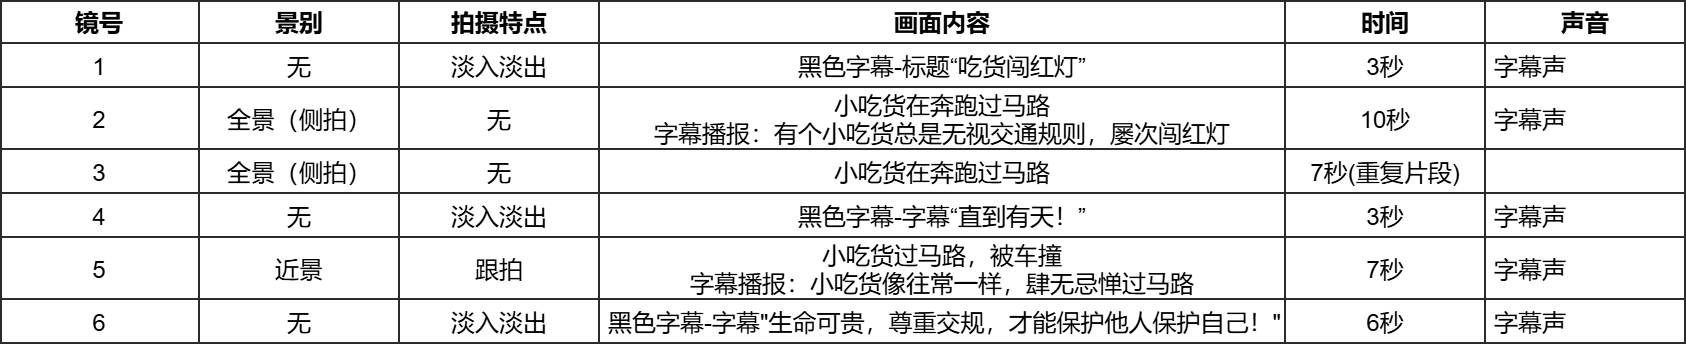 镜号 景别 拍摄特点 画面内容 时间 声音
1 无 淡入淡出 黑色字幕-标题“吃货闯红灯” 3秒 字幕声
小吃货在奔跑过马路
2 全景（侧拍） 无 10秒 字幕声
字幕播报：有个小吃货总是无视交通规则，屡次闯红灯
3 全景（侧拍） 无 小吃货在奔跑过马路 7秒(重复片段)
4 无 淡入淡出 黑色字幕-字幕“直到有天！” 3秒 字幕声
小吃货过马路，被车撞
5 近景 跟拍 7秒 字幕声
字幕播报：小吃货像往常一样，肆无忌惮过马路
6 无 淡入淡出 黑色字幕-字幕"生命可贵，尊重交规，才能保护他人保护自己！" 6秒 字幕声